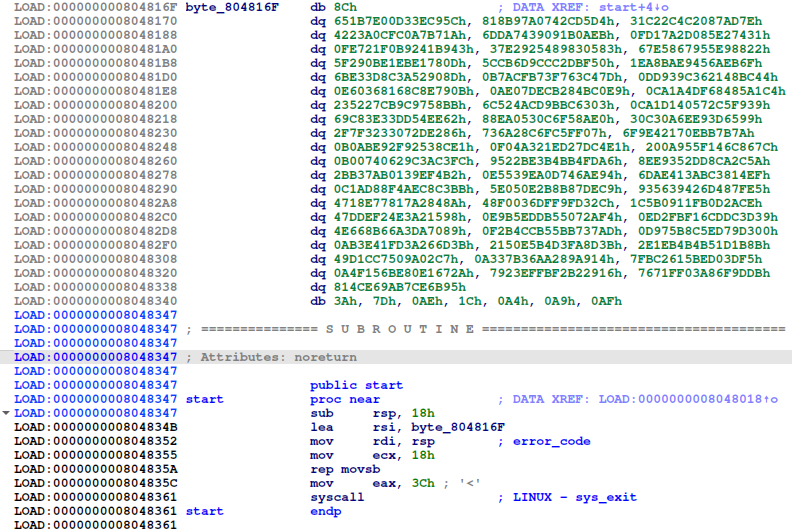 LOAD:000000000804816F byte_804816F    db 8Ch                  ; DATA XREF: start+4↓o
LOAD:0000000008048170                 dq 651B7E00D33EC95Ch, 818B97A0742CD5D4h, 31C22C4C2087AD7Eh
LOAD:0000000008048188                 dq 4223A0CFC0A7B71Ah, 6DDA7439091B0AEBh, 0FD17A2D085E27431h
LOAD:00000000080481A0                 dq 0FE721F0B9241B943h, 37E2925489830583h, 67E5867955E98822h
LOAD:00000000080481B8                 dq 5F290BE1EBE1780Dh, 5CCB6D9CCC2DBF50h, 1EA8BAE9456AEB6Fh
LOAD:00000000080481D0                 dq 6BE33D8C3A52908Dh, 0B7ACFB73F763C47Dh, 0DD939C362148BC44h
LOAD:00000000080481E8                 dq 0E60368168C8E790Bh, 0AE07DECB284BC0E9h, 0CA1A4DF68485A1C4h
LOAD:0000000008048200                 dq 235227CB9C9758BBh, 6C524ACD9BBC6303h, 0CA1D140572C5F939h
LOAD:0000000008048218                 dq 69C83E33DD54EE62h, 88EA0530C6F58AE0h, 30C30A6EE93D6599h
LOAD:0000000008048230                 dq 2F7F3233072DE286h, 736A28C6FC5FF07h, 6F9E42170EBB7B7Ah
LOAD:0000000008048248                 dq 0B0ABE92F92538CE1h, 0F04A321ED27DC4E1h, 200A955F146C867Ch
LOAD:0000000008048260                 dq 0B00740629C3AC3FCh, 9522BE3B4BB4FDA6h, 8EE9352DD8CA2C5Ah
LOAD:0000000008048278                 dq 2BB37AB0139EF4B2h, 0E5539EA0D746AE94h, 6DAE413ABC3814EFh
LOAD:0000000008048290                 dq 0C1AD88F4AEC8C3BBh, 5E050E2B8B87DEC9h, 935639426D487FE5h
LOAD:00000000080482A8                 dq 4718E77817A2848Ah, 48F0036DFF9FD32Ch, 1C5B0911FB0D2ACEh
LOAD:00000000080482C0                 dq 47DDEF24E3A21598h, 0E9B5EDDB55072AF4h, 0ED2FBF16CDDC3D39h
LOAD:00000000080482D8                 dq 4E668B66A3DA7089h, 0F2B4CCB55BB737ADh, 0D975B8C5ED79D300h
LOAD:00000000080482F0                 dq 0AB3E41FD3A266D3Bh, 2150E5B4D3FA8D3Bh, 2E1EB4B4B51D1B8Bh
LOAD:0000000008048308                 dq 49D1CC7509A02C7h, 0A337B36AA289A914h, 7FBC2615BED03DF5h
LOAD:0000000008048320                 dq 0A4F156BE80E1672Ah, 7923EFFBF2B22916h, 7671FF03A86F9DDBh
LOAD:0000000008048338                 dq 814CE69AB7CE6B95h
LOAD:0000000008048340                 db 3Ah, 7Dh, 0AEh, 1Ch, 0A4h, 0A9h, 0AFh
LOAD:0000000008048347
LOAD:0000000008048347 ; =============== S U B R O U T I N E =======================================
LOAD:0000000008048347
LOAD:0000000008048347 ; Attributes: noreturn
LOAD:0000000008048347
LOAD:0000000008048347                 public start
LOAD:0000000008048347 start           proc near               ; DATA XREF: LOAD:0000000008048018↑o
LOAD:0000000008048347                 sub     rsp, 18h
LOAD:000000000804834B                 lea     rsi, byte_804816F
LOAD:0000000008048352                 mov     rdi, rsp        ; error_code
LOAD:0000000008048355                 mov     ecx, 18h
LOAD:000000000804835A                 rep movsb
LOAD:000000000804835C                 mov     eax, 3Ch ; '<'
LOAD:0000000008048361                 syscall                 ; LINUX - sys_exit
LOAD:0000000008048361 start           endp
LOAD:0000000008048361